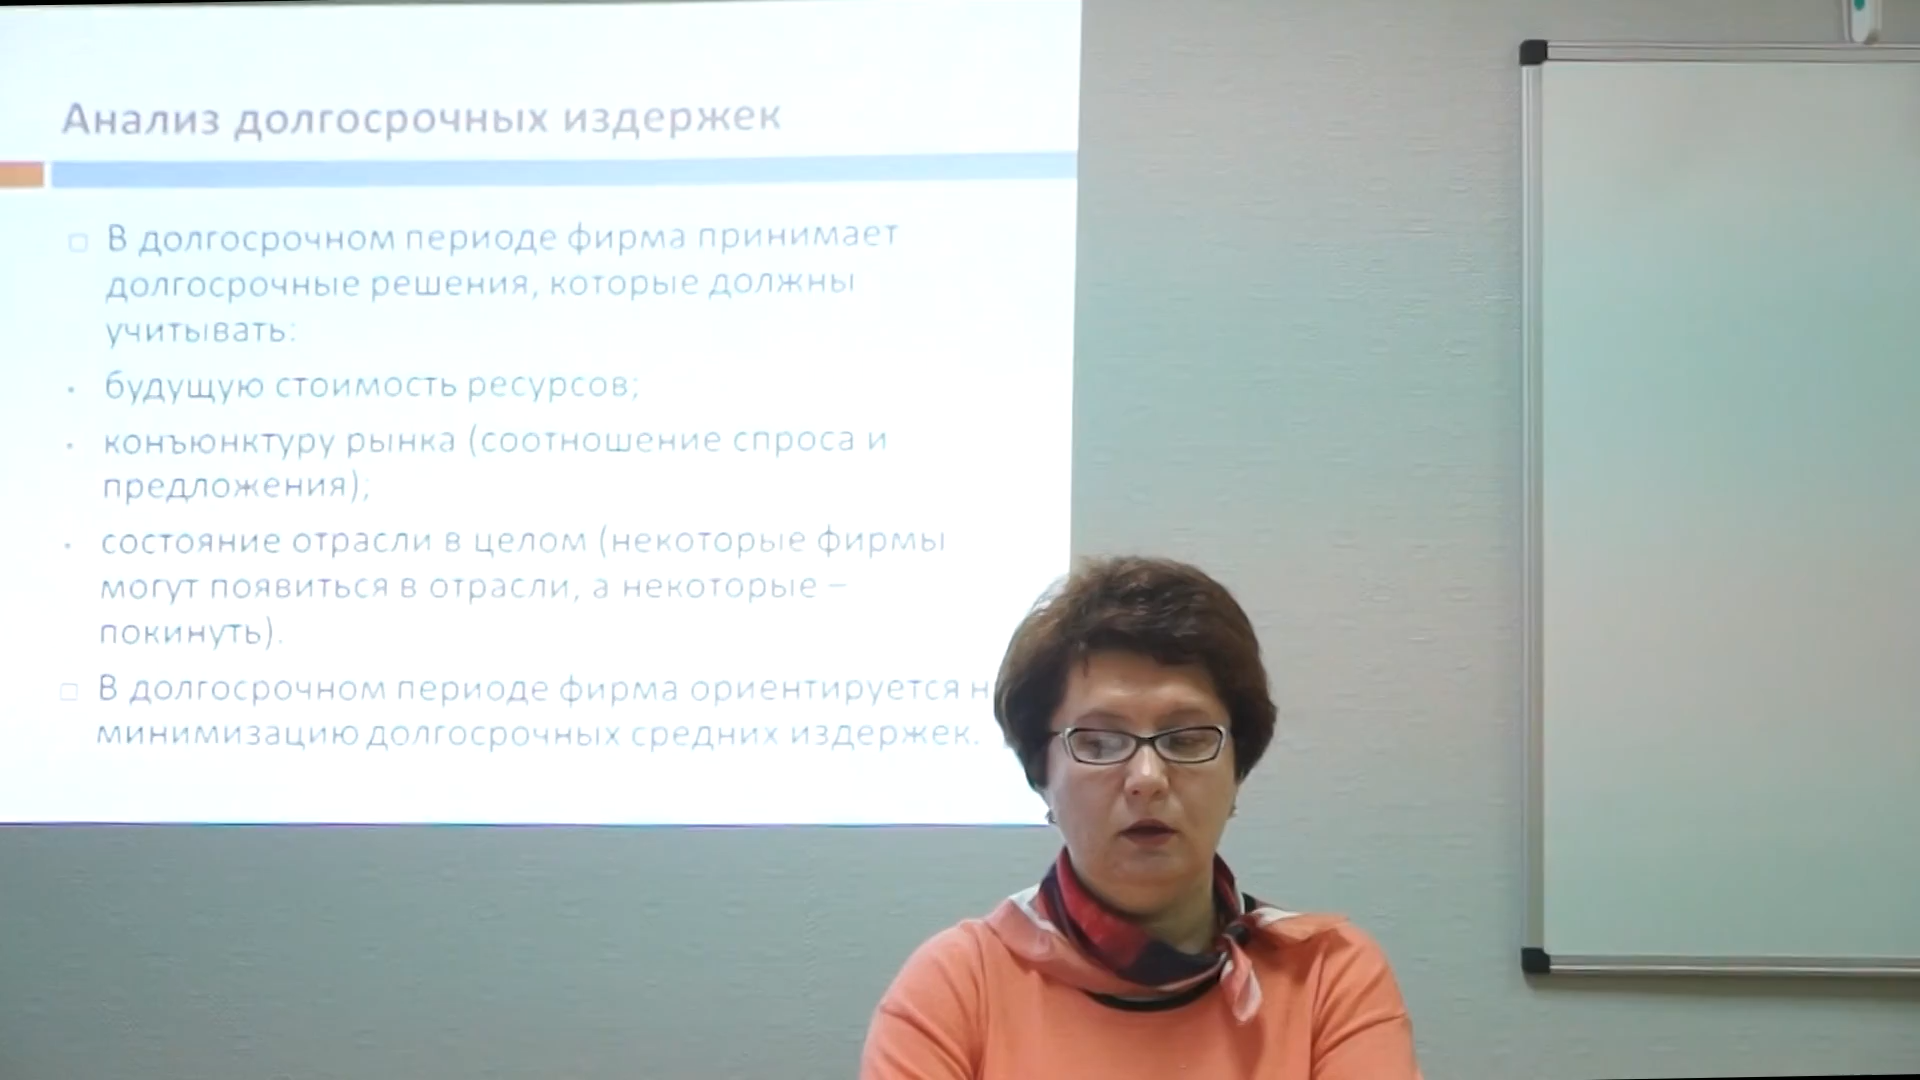 Анализ долгосрочных издержек
В долгосрочном периоде фирма принимает
долгосрочные решения, которые должны
учитывать:
будущую стоимость ресурсов;
конъюнктуру рынка (соотношение спроса и
предложения);
состояние отрасли в целом (некоторые фирмы
могут появиться в отрасли, а некоторые –
покинуть).
В долгосрочном периоде фирма ориентируется
минимизацию долгосрочных средних издержек.